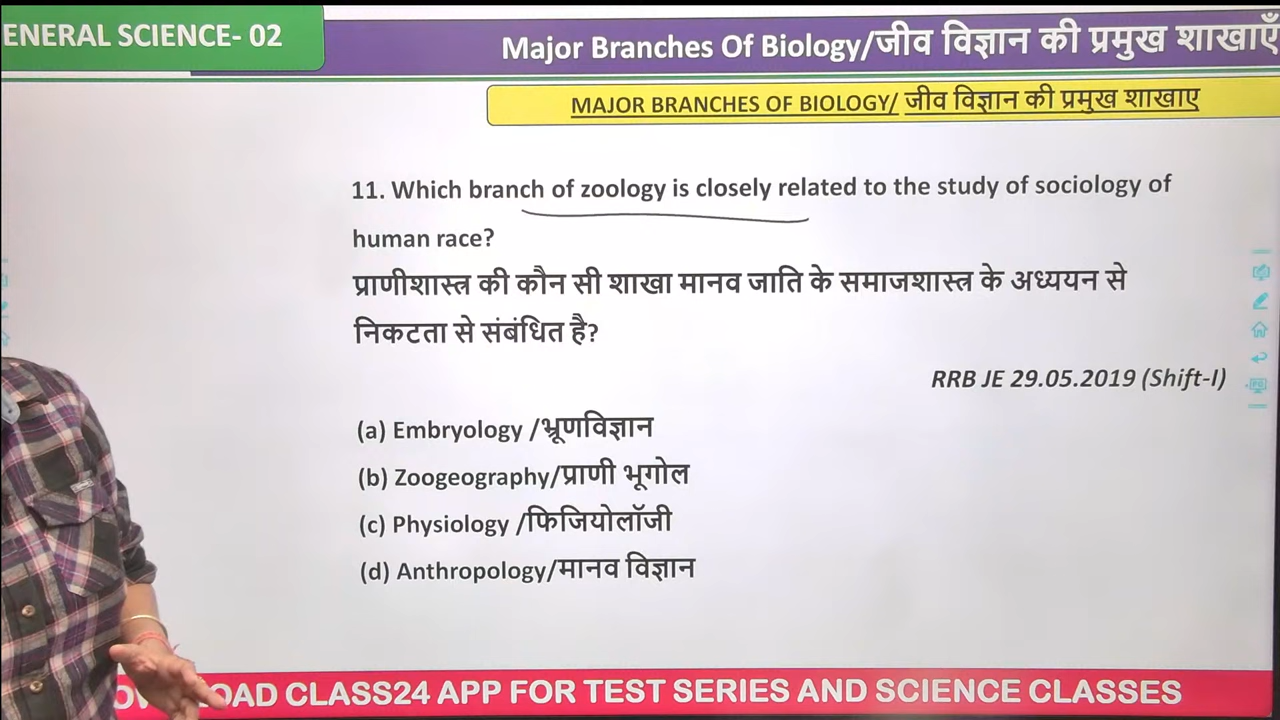 ENERAL SCIENCE- 02
Major Branches Of Biology/जीव विज्ञान की प्रमुख शाखाएँ
MAJOR BRANCHES OF BIOLOGY/ जीव विज्ञान की प्रमुख शाखाए
11. Which branch of zoology is closely related to the study of sociology of
human race?
प्राणीशास्त्र की कौन सी शाखा मानव जाति के समाजशास्त्र के अध्ययन से
निकटता से संबंधित है?
RRB JE 29.05.2019 (Shift-I)
(a) Embryology /भ्रूणविज्ञान
(b) Zoogeography/प्राणी भूगोल
(c) Physiology /फिजियोलॉजी
(d) Anthropology/मानव विज्ञान
OAD CLASS24 APP FOR TEST SERIES AND SCIENCE CLASSES